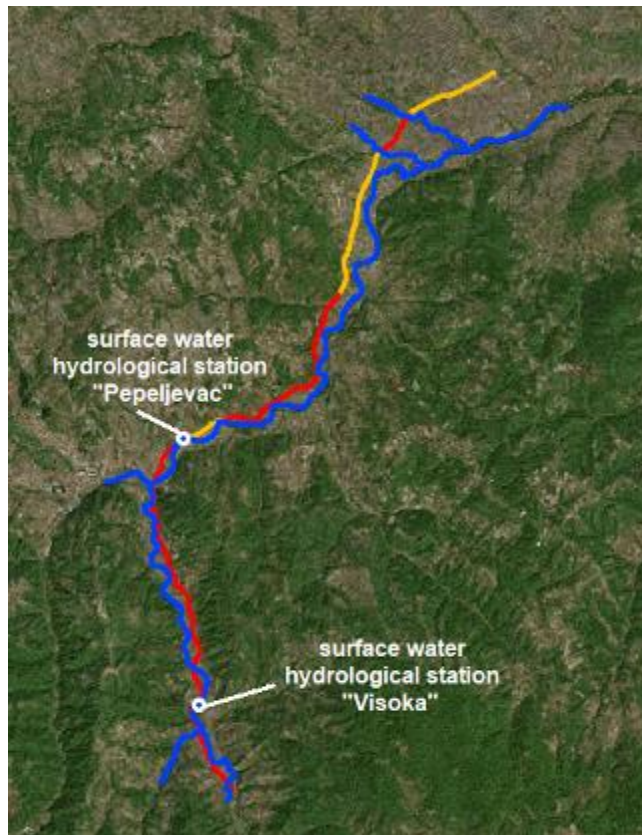 surface water
hydrological station
"Pepeljevac"
surface water
hydrological station
"Visoka"